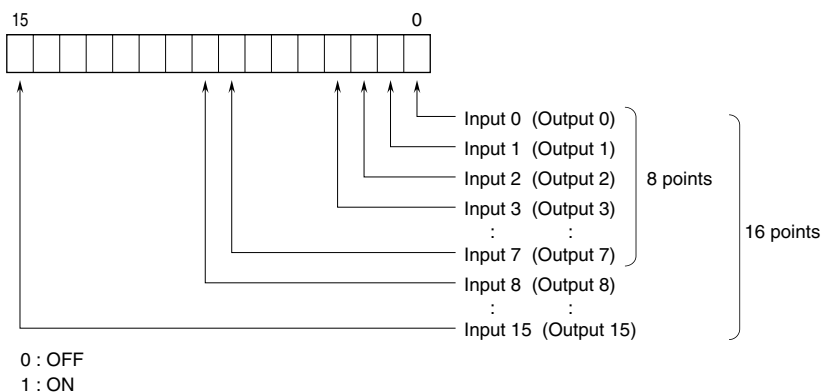 15 0
Input 0 (Output 0)
Input 1 (Output 1)
Input 2 (Output 2)
8 points
Input 3 (Output 3)
: :
16 points
Input 7 (Output 7)
Input 8 (Output 8)
: :
Input 15 (Output 15)
0 : OFF
1 : ON